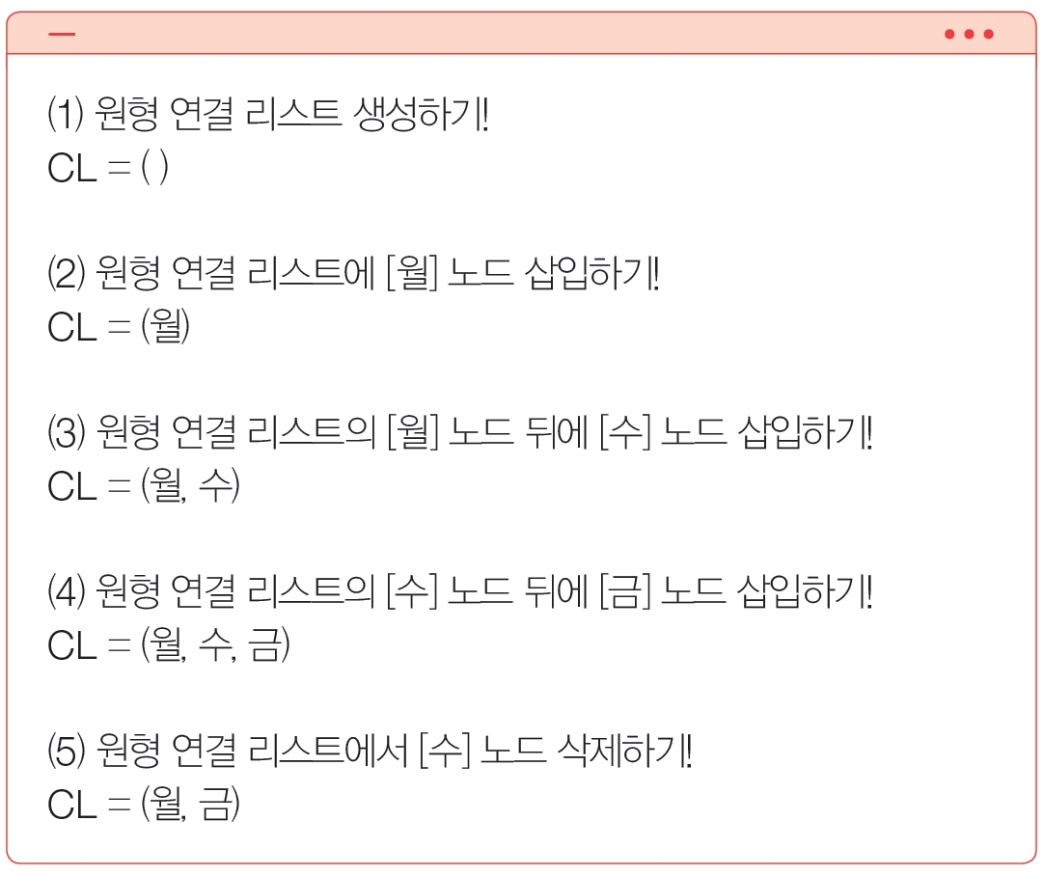 (1) 원형 연결 리스트 생성하기!
CL = ( )
(2) 원형 연결 리스트에 [월] 노드 삽입하기!
CL = (월)
(3) 원형 연결 리스트의 [월] 노드 뒤에 [수] 노드 삽입하기!
CL = (월, 수)
(4) 원형 연결 리스트의 [수] 노드 뒤에 [금] 노드 삽입하기!
CL = (월, 수, 금)
(5) 원형 연결 리스트에서 [수] 노드 삭제하기!
CL = (월, 금)